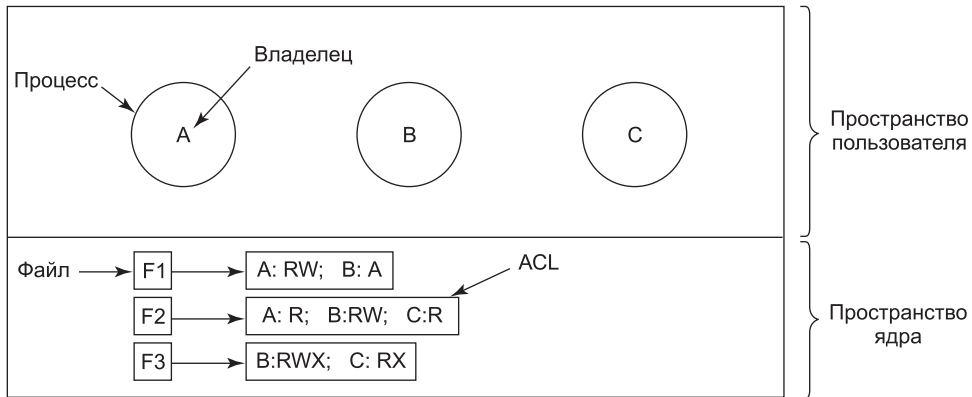 Владелец
Процесс
A
B
C
Пространство
пользователя
Файл
F1
A: RW; B: A
ACL
F2
A: R; B:RW; C:R
F3
B:RWX; C: RX
Пространство
ядра